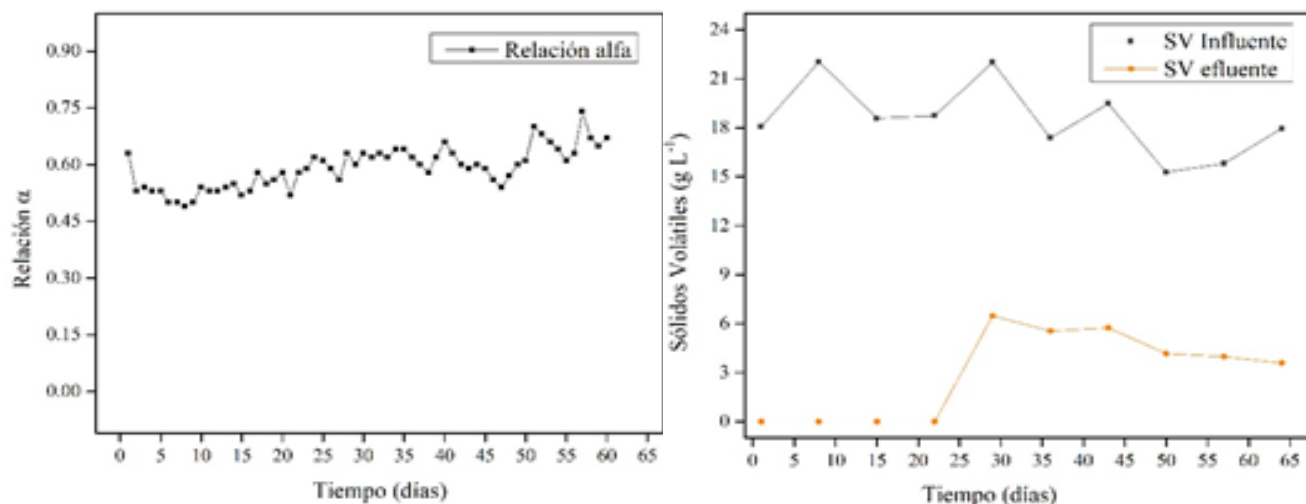 Relación alfa
0.90
0.75
0.60
0.45
0.30
0.15
0.00
Relación α
0 5 10 15 20 25 30 35 40 45 50 55 60 65
Tiempo (días)
SV Influente
SV efluente
24
21
18
15
12
9
6
3
0
Sólidos Volátiles (g L⁻¹)
0 5 10 15 20 25 30 35 40 45 50 55 60 65
Tiempo (días)